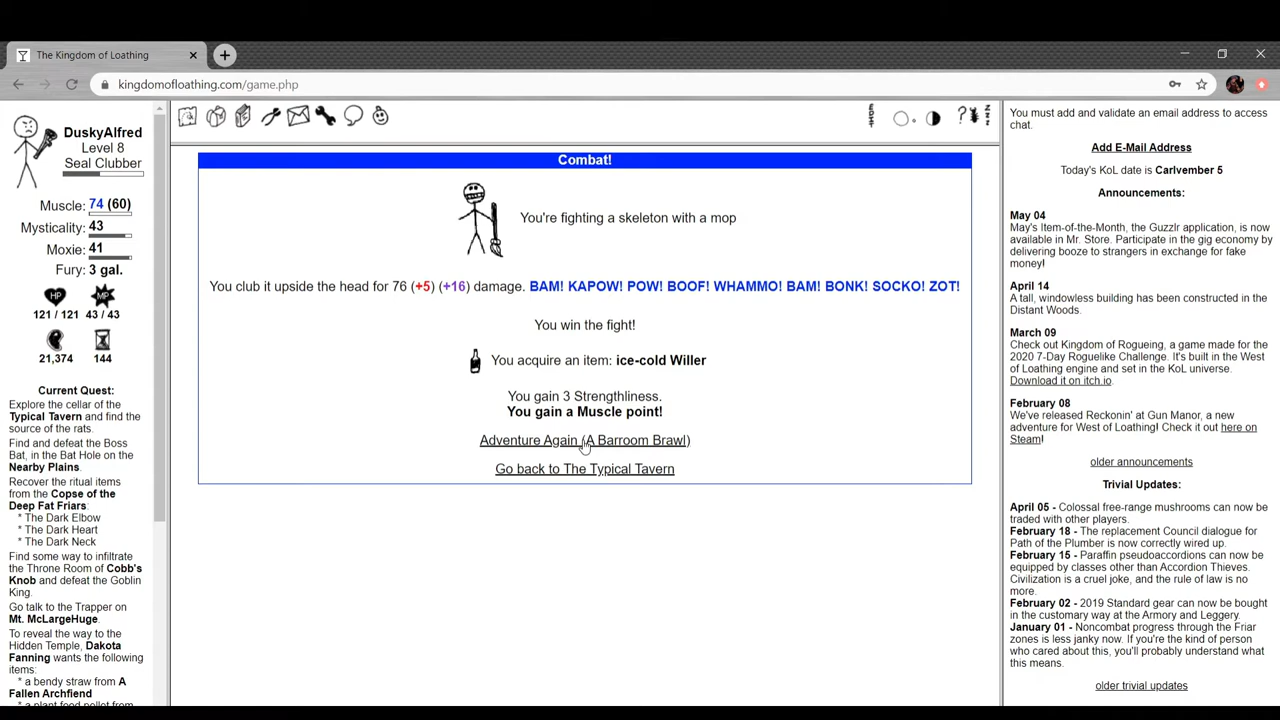 The Kingdom of Loathing
kingdomofloathing.com/game.php
DuskyAlfred
Level 8
Seal Clubber
Muscle: 74 (60)
Mysticality: 43
Moxie: 41
Fury: 3 gal.
HP MP
121 / 121 43 / 43
21,374 144
Current Quest:
Explore the cellar of the
Typical Tavern and find the
source of the rats.
Find and defeat the Boss
Bat, in the Bat Hole on the
Nearby Plains.
Recover the ritual items
from the Copse of the
Deep Fat Friars:
* The Dark Elbow
* The Dark Heart
* The Dark Neck
Find some way to infiltrate
the Throne Room of Cobb's
Knob and defeat the Goblin
King.
Go talk to the Trapper on
Mt. McLargeHuge.
To reveal the way to the
Hidden Temple, Dakota
Fanning wants the following
items:
* a bendy straw from A
Fallen Archfiend
* a plant food pellet from
Combat!
You're fighting a skeleton with a mop
You club it upside the head for 76 (+5) (+16) damage. BAM! KAPOW! POW! BOOF! WHAMMO! BAM! BONK! SOCKO! ZOT!
You win the fight!
You acquire an item: ice-cold Willer
You gain 3 Strengthliness.
You gain a Muscle point!
Adventure Again (A Barroom Brawl)
Go back to The Typical Tavern
You must add and validate an email address to access
chat.
Add E-Mail Address
Today's KoL date is Carlvember 5
Announcements:
May 04
May's Item-of-the-Month, the Guzzlr application, is now
available in Mr. Store. Participate in the gig economy by
delivering booze to strangers in exchange for fake
money!
April 14
A tall, windowless building has been constructed in the
Distant Woods.
March 09
Check out Kingdom of Rogueing, a game made for the
2020 7-Day Roguelike Challenge. It's built in the West
of Loathing engine and set in the KoL universe.
Download it on itch.io.
February 08
We've released Reckonin' at Gun Manor, a new
adventure for West of Loathing! Check it out here on
Steam!
older announcements
Trivial Updates:
April 05 - Colossal free-range mushrooms can now be
traded with other players.
February 18 - The replacement Council dialogue for
Path of the Plumber is now correctly wired up.
February 15 - Paraffin pseudoaccordions can now be
equipped by classes other than Accordion Thieves.
Civilization is a cruel joke, and the rule of law is no
more.
February 02 - 2019 Standard gear can now be bought
in the customary way at the Armory and Leggery.
January 01 - Noncombat progress through the Friar
zones is less janky now. If you're the kind of person
who cared about this, you'll probably understand what
this means.
older trivial updates